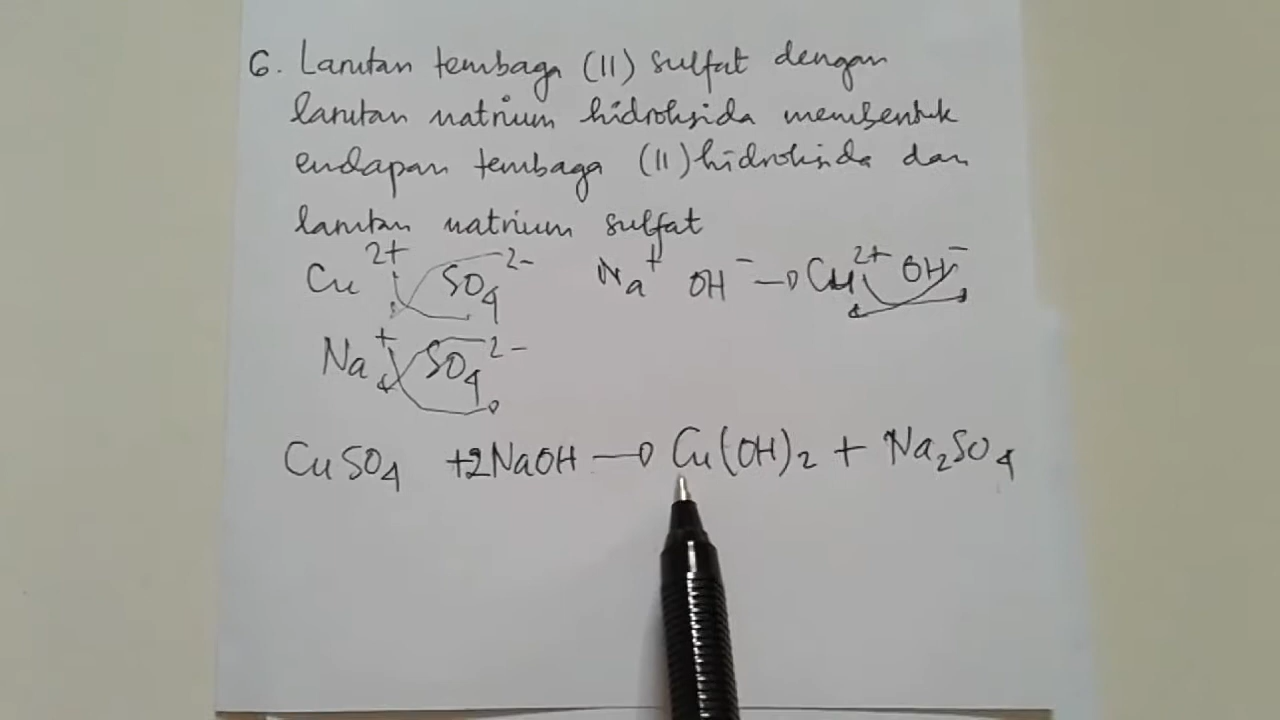 6. Larutan tembaga (II) sulfat dengan
larutan natrium hidroksida membentuk
endapan tembaga (II) hidroksida dan
larutan natrium sulfat
Cu²⁺ SO₄²⁻ Na⁺ OH⁻ → Cu²⁺ OH⁻
Na⁺ SO₄²⁻
CuSO₄ +2NaOH → Cu(OH)₂ + Na₂SO₄